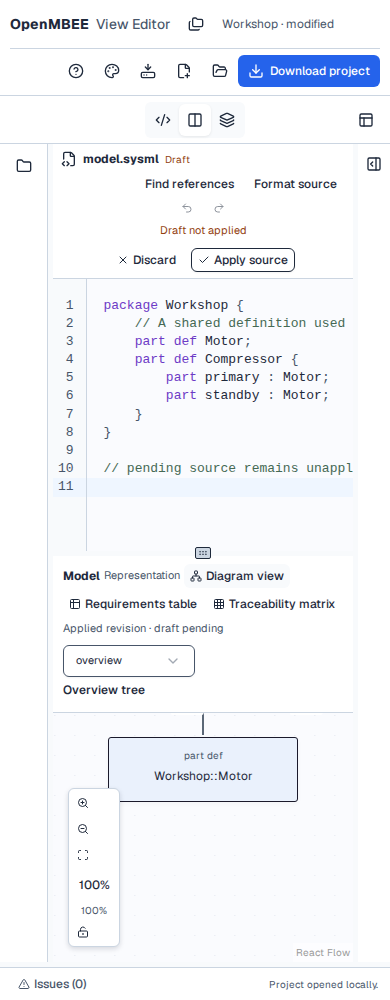 OpenMBEE View Editor Workshop · modified
Download project
model.sysml Draft
Find references Format source
Draft not applied
Discard Apply source
1 package Workshop {
2 // A shared definition used
3 part def Motor;
4 part def Compressor {
5 part primary : Motor;
6 part standby : Motor;
7 }
8 }
9
10 // pending source remains unappl
11
Model Representation Diagram view
Requirements table Traceability matrix
Applied revision · draft pending
overview
Overview tree
part def
Workshop::Motor
100%
100%
React Flow
Issues (0) Project opened locally.